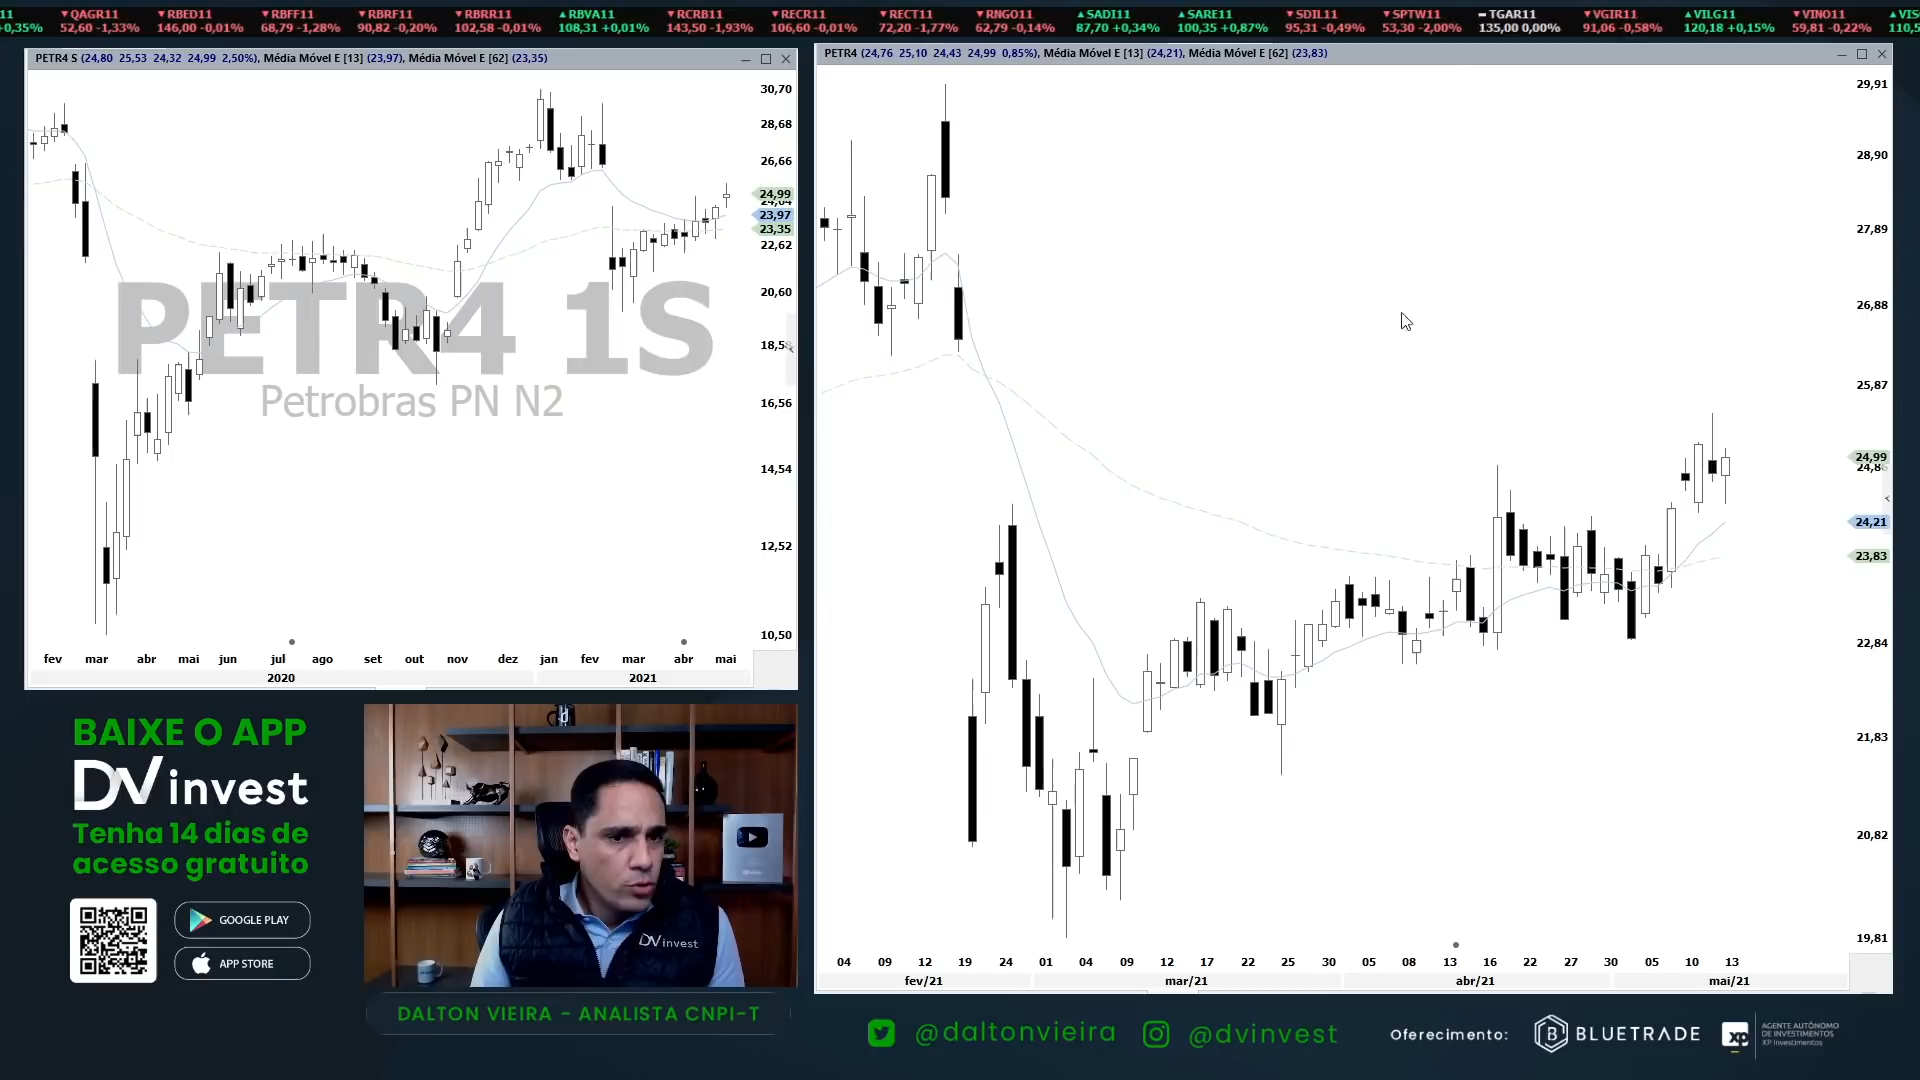 11 ▼QAGR11 ▼RBED11 ▼RBFF11 ▼RBRF11 ▼RBRR11 ▲RBVA11 ▼RCRB11 ▼RECR11 ▼RECT11 ▼RNGO11 ▲SADI11 ▲SARE11 ▼SDIL11 ▼SPTW11 ━TGAR11 ▼VGIR11 ▲VILG11 ▼VINO11 ▲VIS
+0,35% 52,60 -1,33% 146,00 -0,01% 68,79 -1,28% 90,82 -0,20% 102,58 -0,01% 108,31 +0,01% 143,50 -1,93% 106,60 -0,01% 72,20 -1,77% 62,79 -0,14% 87,70 +0,34% 100,35 +0,87% 95,31 -0,49% 53,30 -2,00% 135,00 0,00% 91,06 -0,58% 120,18 +0,15% 59,81 -0,22% 110,5
PETR4 S (24,80 25,53 24,32 24,99 2,50%), Média Móvel E [13] (23,97), Média Móvel E [62] (23,35)
30,70
28,68
26,66
24,99
23,97
23,35
22,62
20,60
18,5
16,56
14,54
12,52
10,50
PETR4 1S
Petrobras PN N2
fev mar abr mai jun jul ago set out nov dez jan fev mar abr mai
2020 2021
PETR4 (24,76 25,10 24,43 24,99 0,85%), Média Móvel E [13] (24,21), Média Móvel E [62] (23,83)
29,91
28,90
27,89
26,88
25,87
24,99
24,8
24,21
23,83
22,84
21,83
20,82
19,81
04 09 12 19 24 01 04 09 12 17 22 25 30 05 08 13 16 22 27 30 05 10 13
fev/21 mar/21 abr/21 mai/21
BAIXE O APP
DV invest
Tenha 14 dias de
acesso gratuito
GOOGLE PLAY
APP STORE
DV invest
DALTON VIEIRA - ANALISTA CNPI-T
@daltonvieira @dvinvest
Oferecimento: B BLUETRADE
xp AGENTE AUTÔNOMO
DE INVESTIMENTOS
XP Investimentos